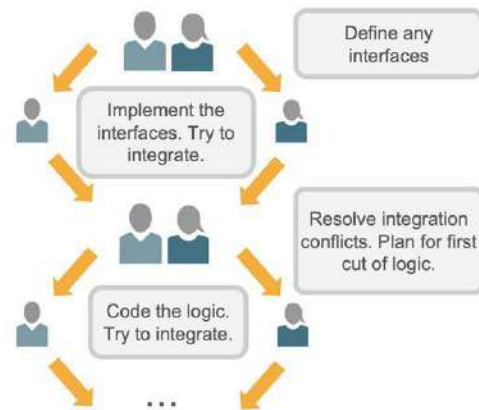 Define any
interfaces
Implement the
interfaces. Try to
integrate.
Resolve integration
conflicts. Plan for first
cut of logic.
Code the logic.
Try to integrate.
...